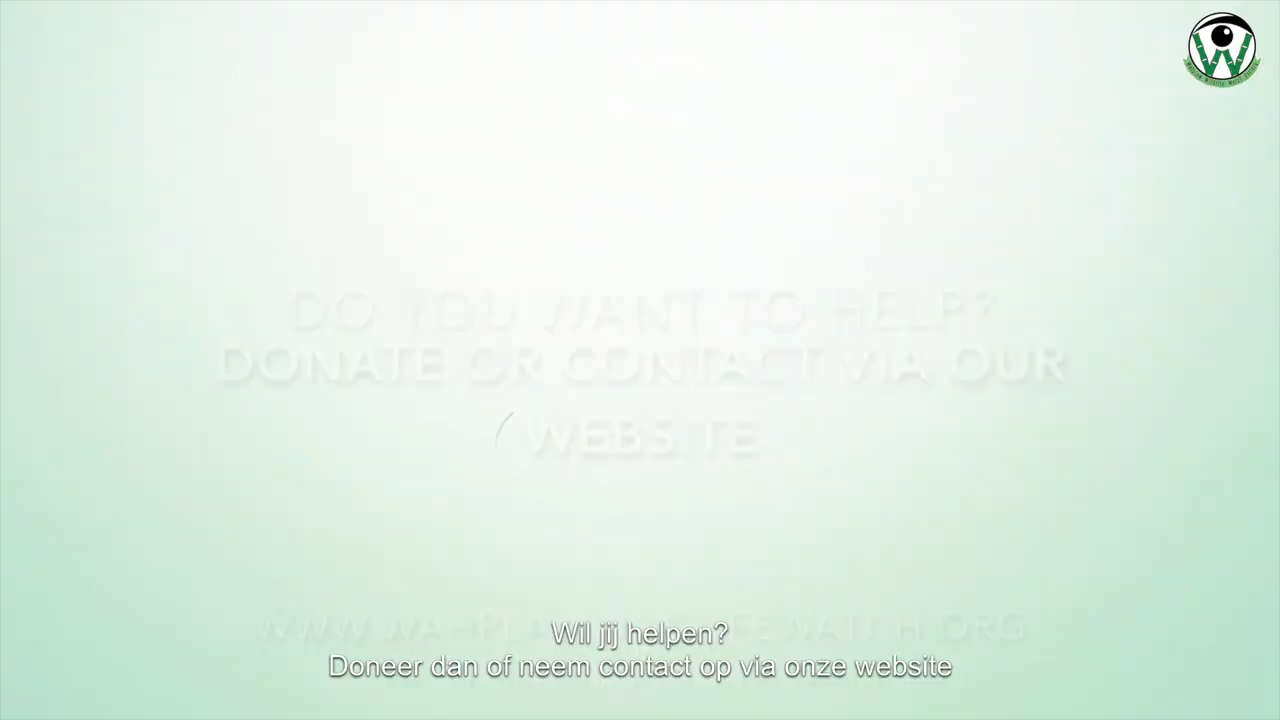 DO YOU WANT TO HELP?
DONATE OR CONTACT VIA OUR
WEBSITE
Wil jij helpen?
Doneer dan of neem contact op via onze website